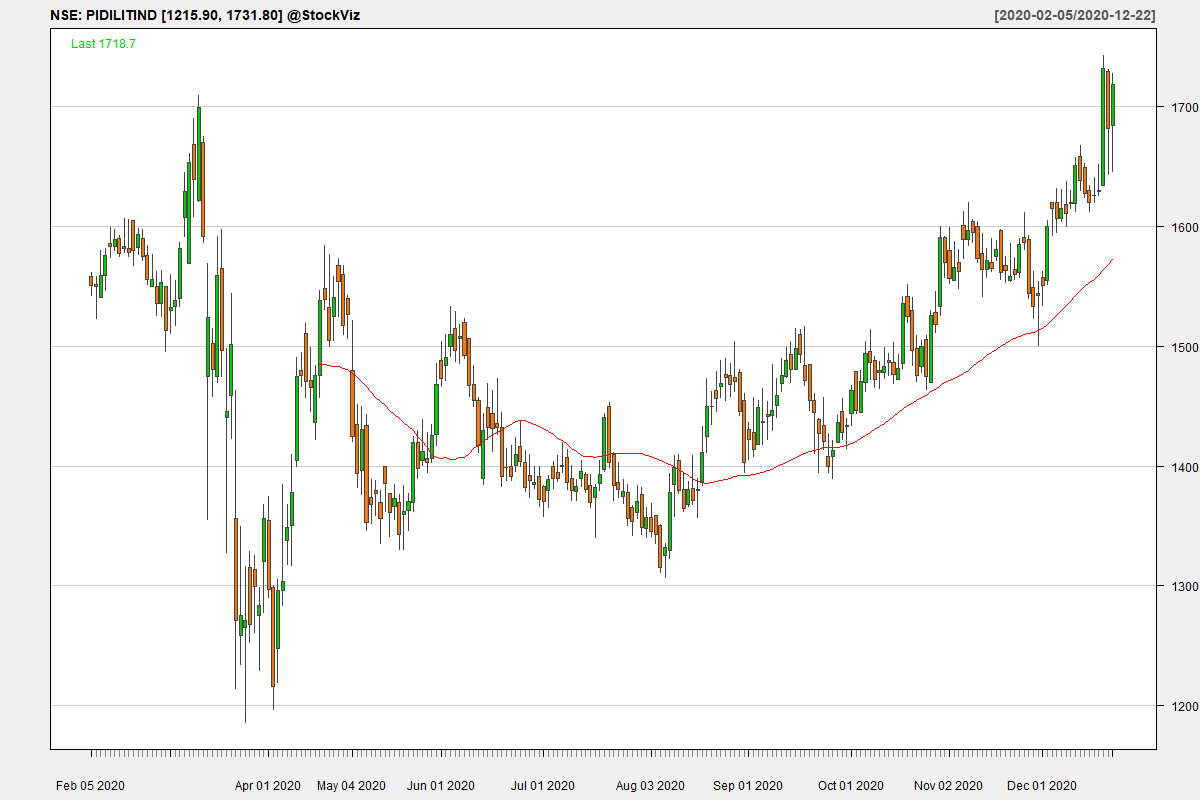 NSE: PIDILITIND [1215.90, 1731.80] @StockViz [2020-02-05/2020-12-22]
Last 1718.7
1700
1600
1500
1400
1300
1200
Feb 05 2020 Apr 01 2020 May 04 2020 Jun 01 2020 Jul 01 2020 Aug 03 2020 Sep 01 2020 Oct 01 2020 Nov 02 2020 Dec 01 2020